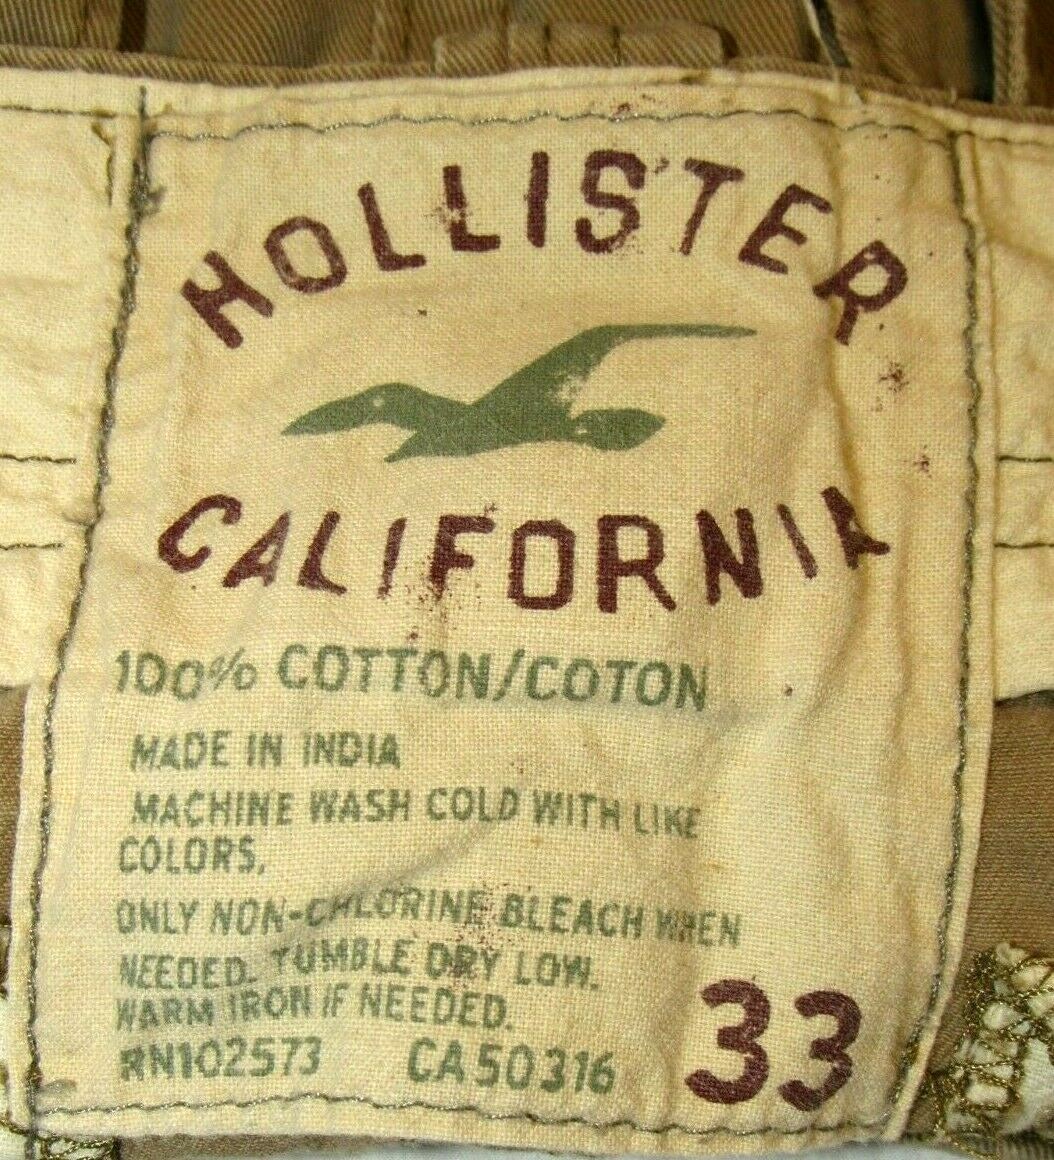 HOLLISTER
CALIFORNIA
100% COTTON/COTON
MADE IN INDIA
MACHINE WASH COLD WITH LIKE
COLORS,
ONLY NON-CHLORINE BLEACH WHEN
NEEDED. TUMBLE DRY LOW.
WARM IRON IF NEEDED.
RN102573 CA50316
33